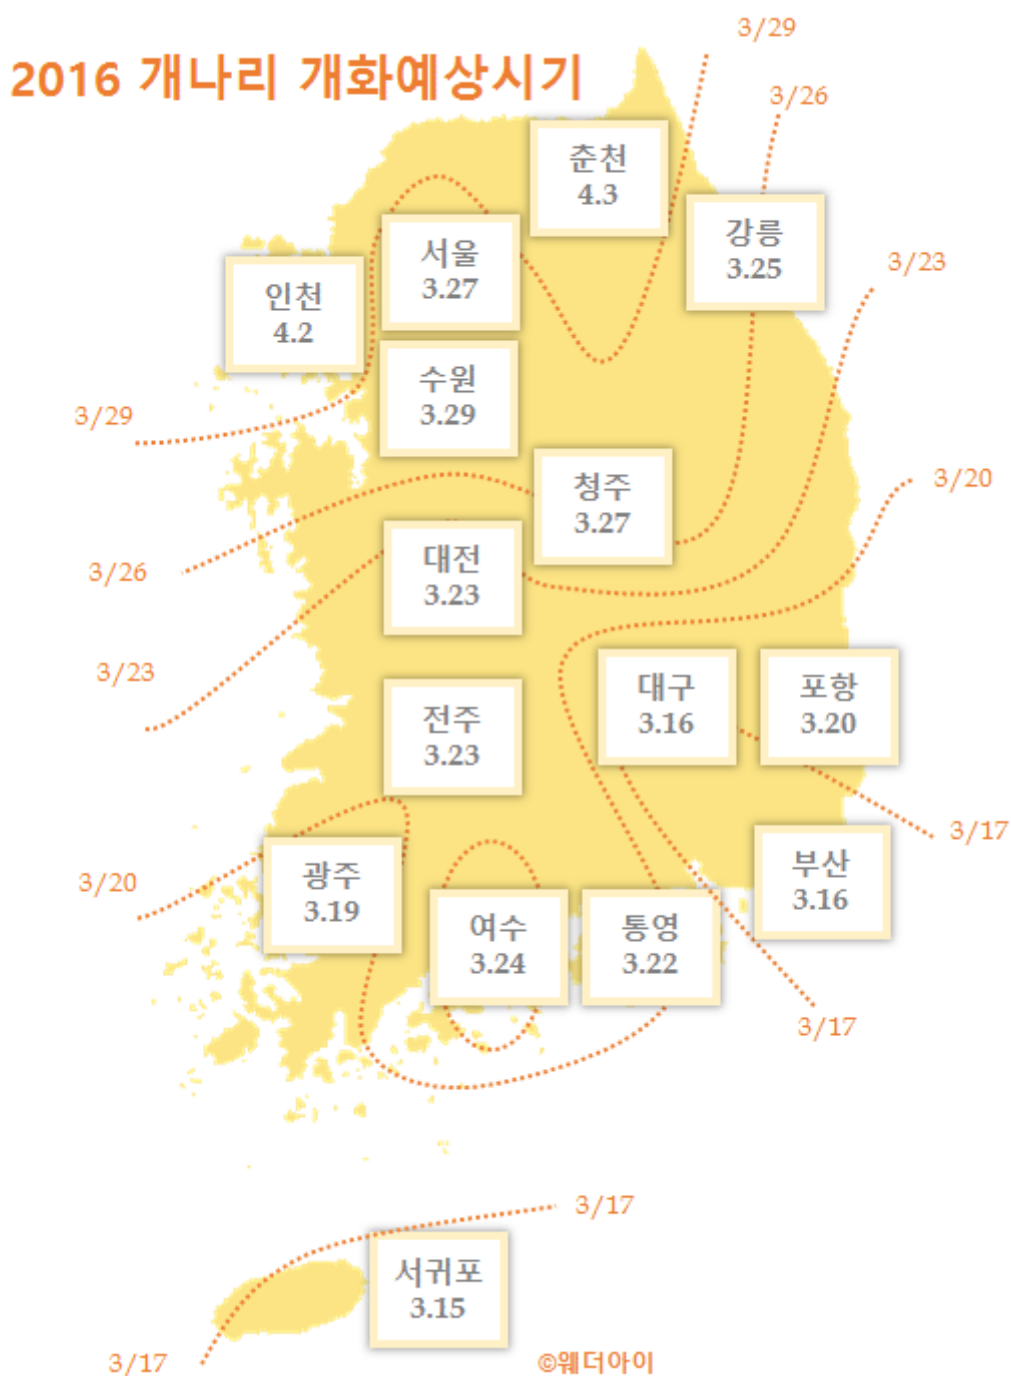 3/29
2016 개나리 개화예상시기
3/26
춘천
4.3
강릉
3.25
서울
3.27
3/23
인천
4.2
수원
3.29
3/29
3/20
청주
3.27
대전
3.23
3/26
3/23
대구
3.16
포항
3.20
전주
3.23
3/17
부산
3.16
광주
3.19
3/20
여수
3.24
통영
3.22
3/17
3/17
서귀포
3.15
3/17
©웨더아이